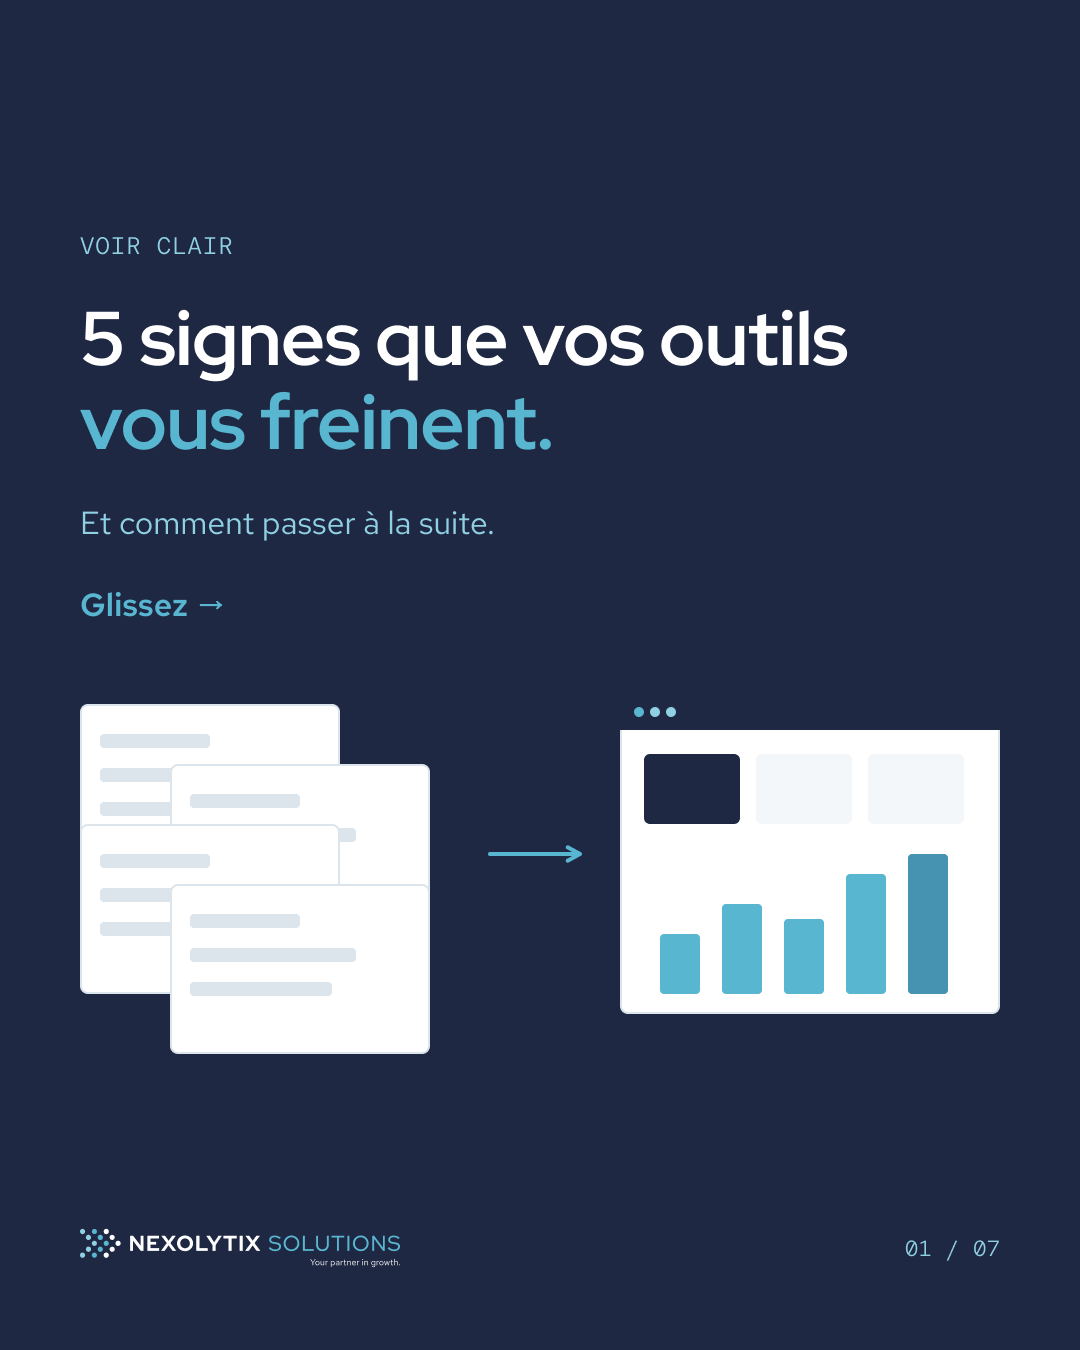 VOIR CLAIR
5 signes que vos outils
vous freinent.
Et comment passer à la suite.
Glissez →
NEXOLYTIX SOLUTIONS
Your partner in growth.
01 / 07